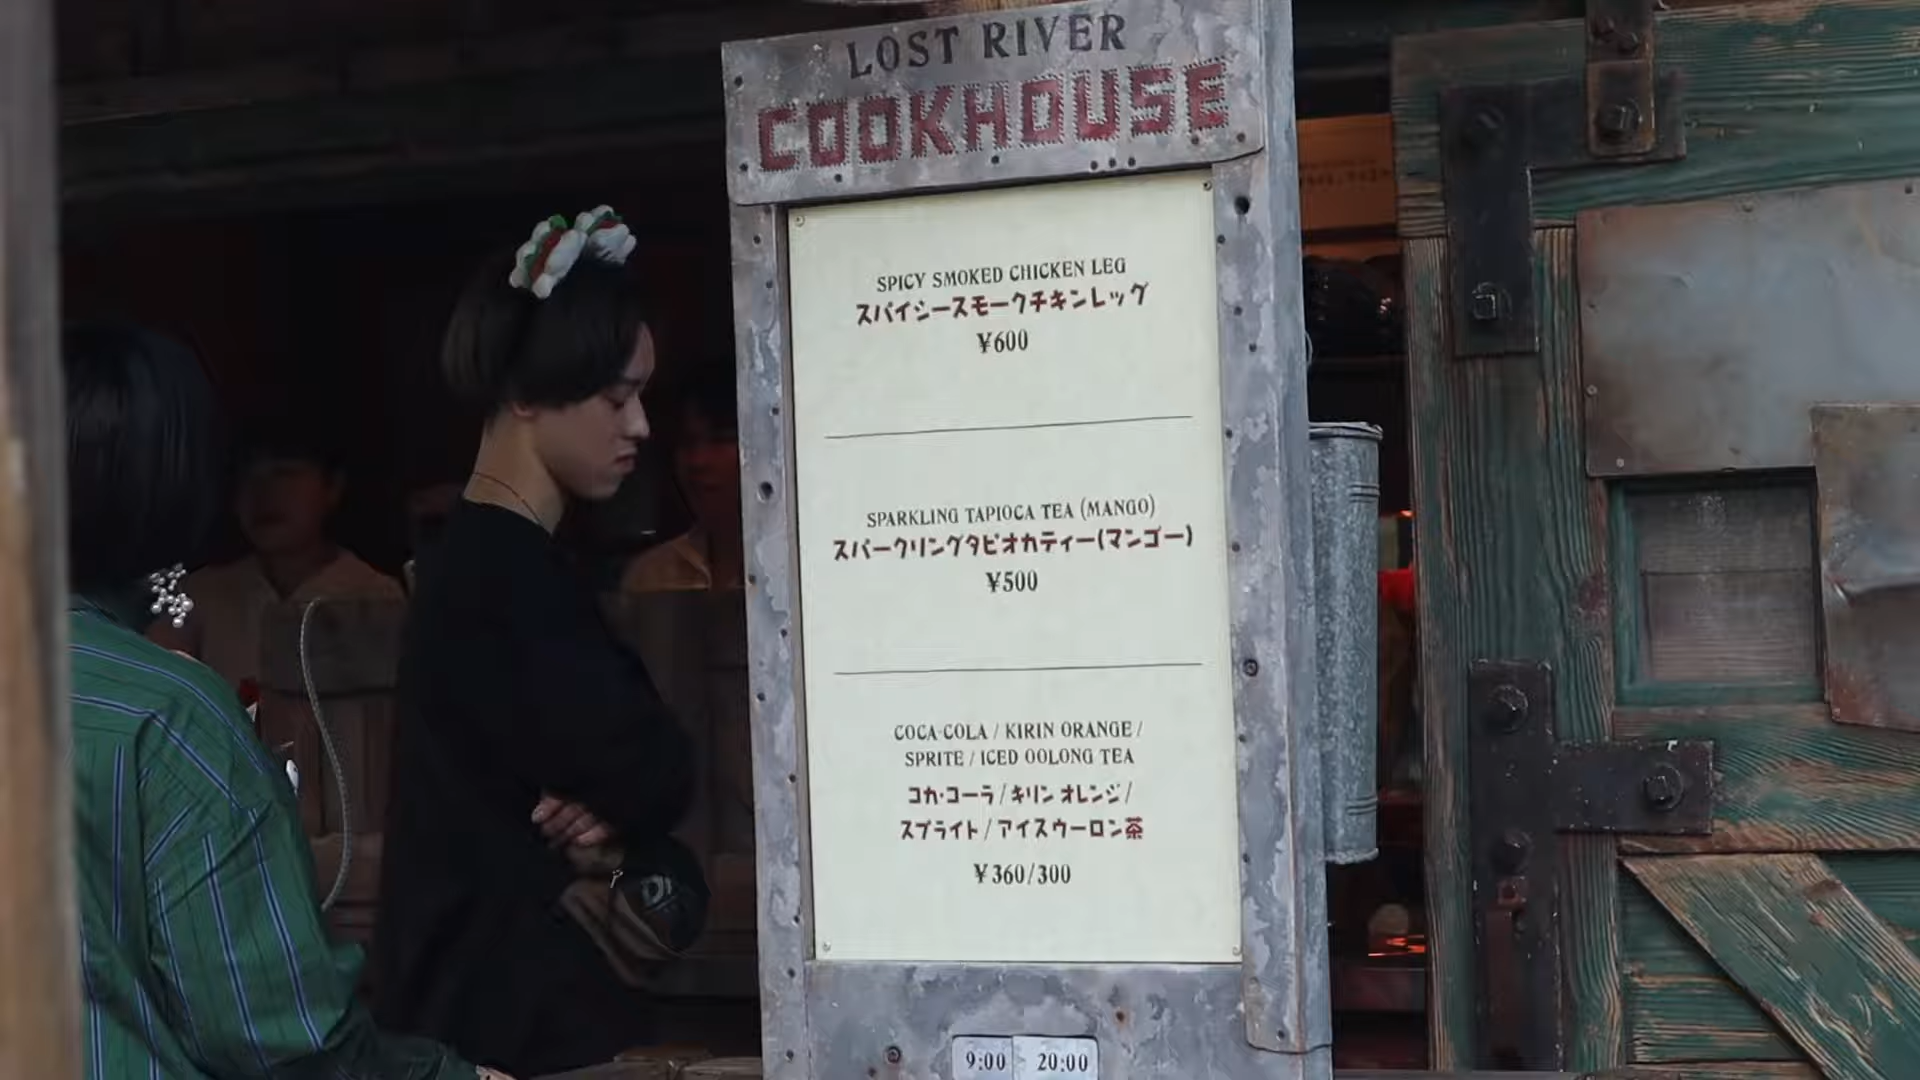 LOST RIVER
COOKHOUSE
SPICY SMOKED CHICKEN LEG
スパイシースモークチキンレッグ
¥600
SPARKLING TAPIOCA TEA (MANGO)
スパークリングタピオカティー(マンゴー)
¥500
COCA-COLA / KIRIN ORANGE /
SPRITE / ICED OOLONG TEA
コカ・コーラ / キリン オレンジ /
スプライト / アイスウーロン茶
¥360/300
9:00 20:00